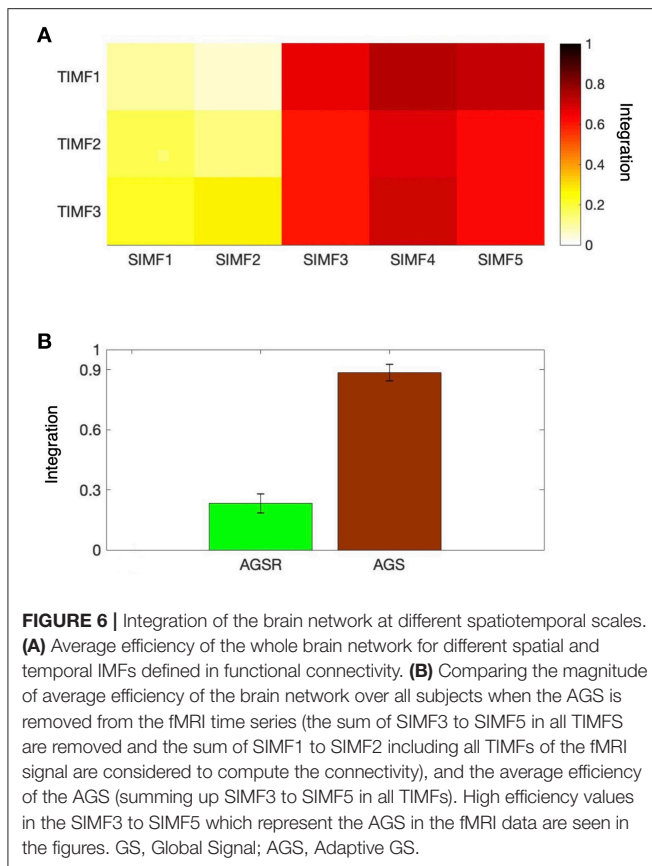 A
TIMF1
TIMF2
TIMF3
SIMF1 SIMF2 SIMF3 SIMF4 SIMF5
1
0.8
0.6
0.4
0.2
0
Integration
B
1
0.9
0.6
0.3
0
Integration
AGSR AGS
FIGURE 6 | Integration of the brain network at different spatiotemporal scales.
(A) Average efficiency of the whole brain network for different spatial and
temporal IMFs defined in functional connectivity. (B) Comparing the magnitude
of average efficiency of the brain network over all subjects when the AGS is
removed from the fMRI time series (the sum of SIMF3 to SIMF5 in all TIMFS
are removed and the sum of SIMF1 to SIMF2 including all TIMFs of the fMRI
signal are considered to compute the connectivity), and the average efficiency
of the AGS (summing up SIMF3 to SIMF5 in all TIMFs). High efficiency values
in the SIMF3 to SIMF5 which represent the AGS in the fMRI data are seen in
the figures. GS, Global Signal; AGS, Adaptive GS.